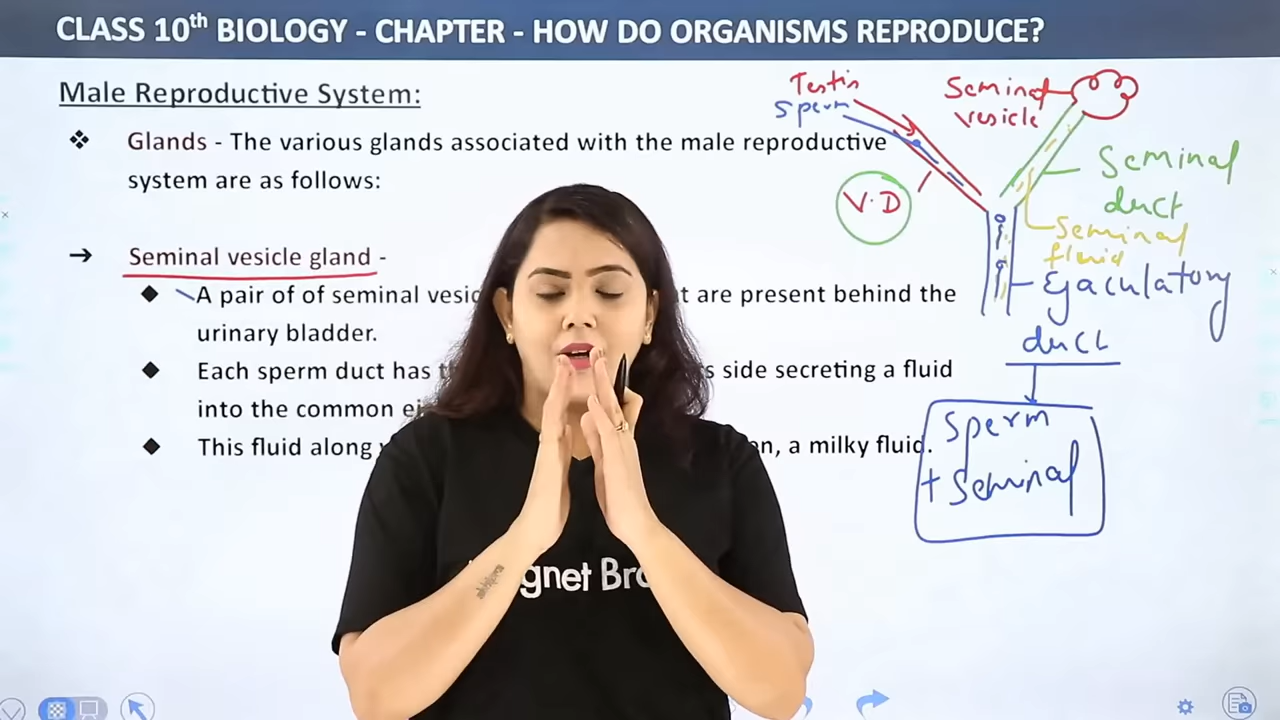 CLASS 10th BIOLOGY - CHAPTER - HOW DO ORGANISMS REPRODUCE?
Male Reproductive System:
❖ Glands - The various glands associated with the male reproductive
system are as follows:
→ Seminal vesicle gland -
◆ A pair of of seminal vesic t are present behind the
urinary bladder.
◆ Each sperm duct has s side secreting a fluid
into the common
◆ This fluid along n, a milky fluid.
Testis
Sperm
V.D
Seminal
vesicle
Seminal
duct
Seminal
fluid
Ejaculatory
duct
Sperm
+ Seminal
gnet Bra